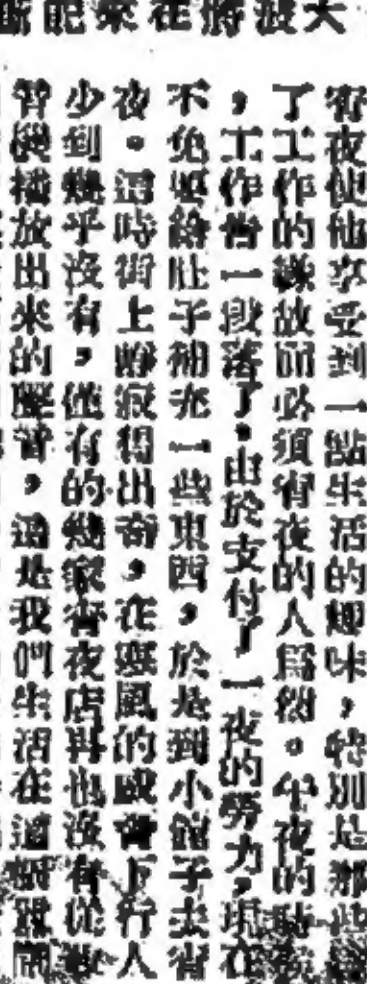 宵夜使他享受到一點生活的趣味，特別是那些
了工作的緣故而必須宵夜的人爲然。午夜的
，工作告一段落了，由於支付了一夜的勞力，現在
不免要給肚子補充一些東西，於是到小館子去宵
夜。這時街上靜寂得出奇，在寒風的威脅下行人
少到幾乎沒有，僅有的幾家宵夜店再也沒有從
放出來的聲音，這是我們生活在這